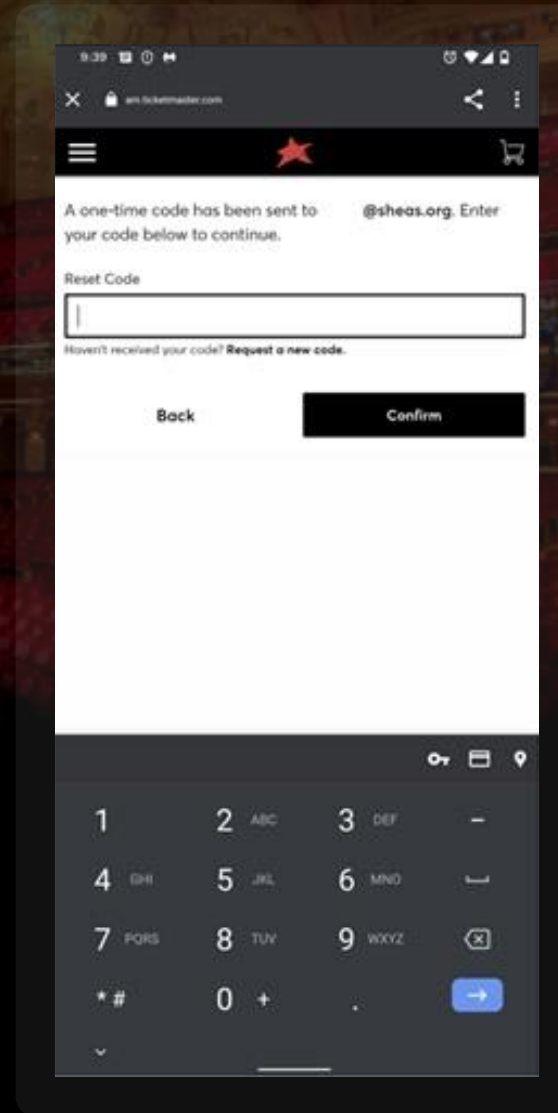 9:39
am.ticketmaster.com
A one-time code has been sent to @sheas.org. Enter
your code below to continue.
Reset Code
Haven't received your code? Request a new code.
Back Confirm
1 2 ABC 3 DEF -
4 GHI 5 JKL 6 MNO
7 PQRS 8 TUV 9 WXYZ
* # 0 + .